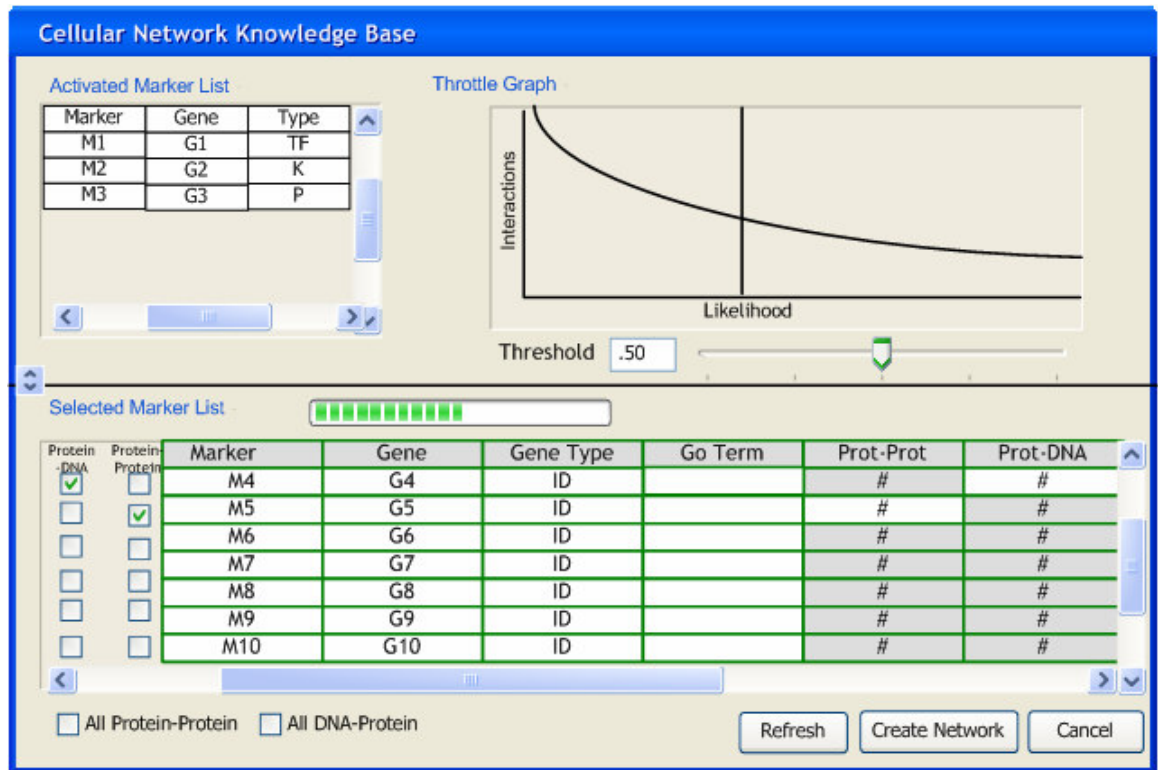 Cellular Network Knowledge Base
Activated Marker List
Marker Gene Type
M1 G1 TF
M2 G2 K
M3 G3 P
Throttle Graph
Interactions
Likelihood
Threshold .50
Selected Marker List
Protein-DNA Protein-Protein Marker Gene Gene Type Go Term Prot-Prot Prot-DNA
M4 G4 ID # #
M5 G5 ID # #
M6 G6 ID # #
M7 G7 ID # #
M8 G8 ID # #
M9 G9 ID # #
M10 G10 ID # #
All Protein-Protein All DNA-Protein
Refresh Create Network Cancel